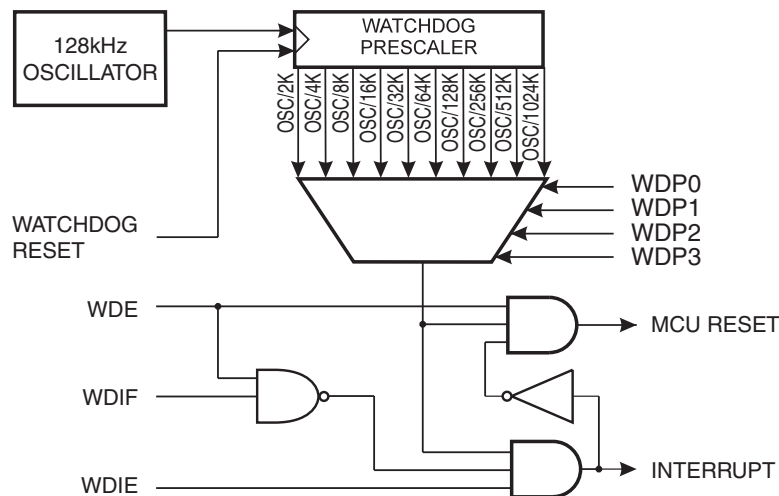 128kHz
OSCILLATOR
WATCHDOG
PRESCALER
OSC/2K
OSC/4K
OSC/8K
OSC/16K
OSC/32K
OSC/64K
OSC/128K
OSC/256K
OSC/512K
OSC/1024K
WATCHDOG
RESET
WDP0
WDP1
WDP2
WDP3
WDE
MCU RESET
WDIF
WDIE
INTERRUPT